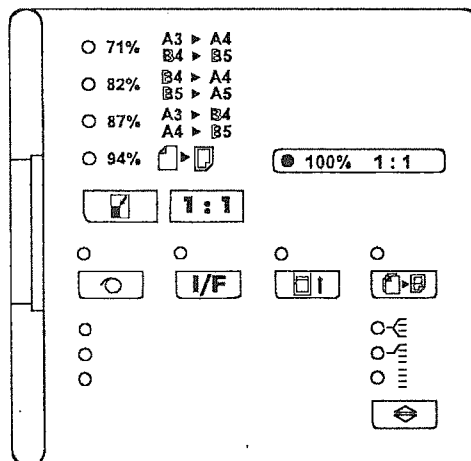 71% A3 ▶ A4
B4 ▶ B5
82% B4 ▶ A4
B5 ▶ A5
87% A3 ▶ B4
A4 ▶ B5
94%
100% 1:1
1:1
I/F